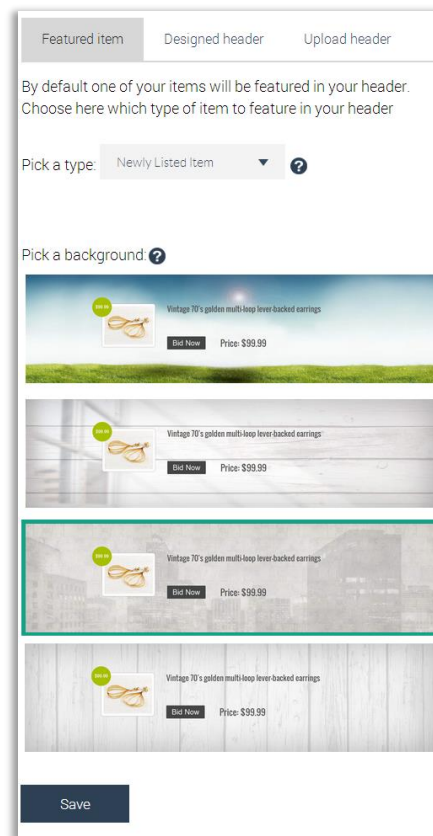 Featured item Designed header Upload header
By default one of your items will be featured in your header.
Choose here which type of item to feature in your header
Pick a type: Newly Listed Item ?
Pick a background: ?
Vintage 70's golden multi-loop lever-backed earrings
Bid Now Price: $99.99
Vintage 70's golden multi-loop lever-backed earrings
Bid Now Price: $99.99
Vintage 70's golden multi-loop lever-backed earrings
Bid Now Price: $99.99
Vintage 70's golden multi-loop lever-backed earrings
Bid Now Price: $99.99
Save